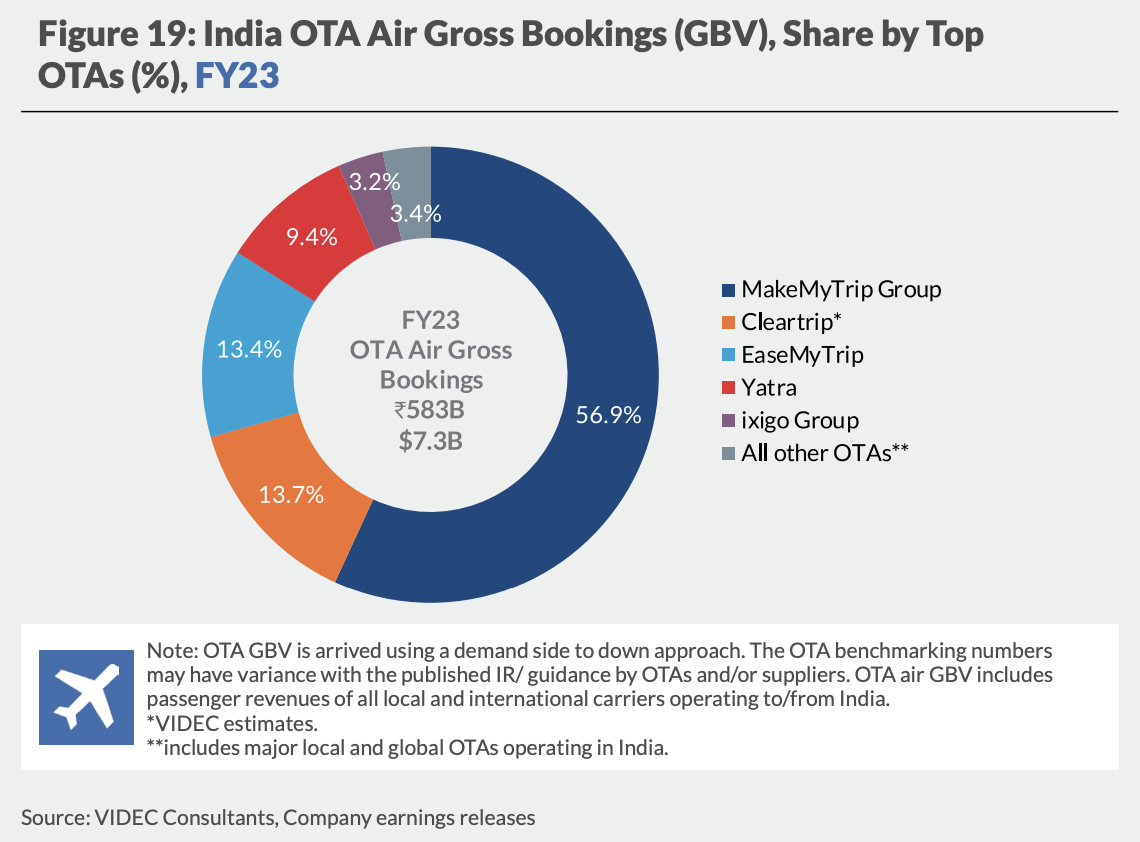 Figure 19: India OTA Air Gross Bookings (GBV), Share by Top
OTAs (%), FY23
3.2%
3.4%
9.4%
13.4%
13.7%
56.9%
FY23
OTA Air Gross
Bookings
₹583B
$7.3B
MakeMyTrip Group
Cleartrip*
EaseMyTrip
Yatra
ixigo Group
All other OTAs**
Note: OTA GBV is arrived using a demand side to down approach. The OTA benchmarking numbers
may have variance with the published IR/ guidance by OTAs and/or suppliers. OTA air GBV includes
passenger revenues of all local and international carriers operating to/from India.
*VIDEC estimates.
**includes major local and global OTAs operating in India.
Source: VIDEC Consultants, Company earnings releases